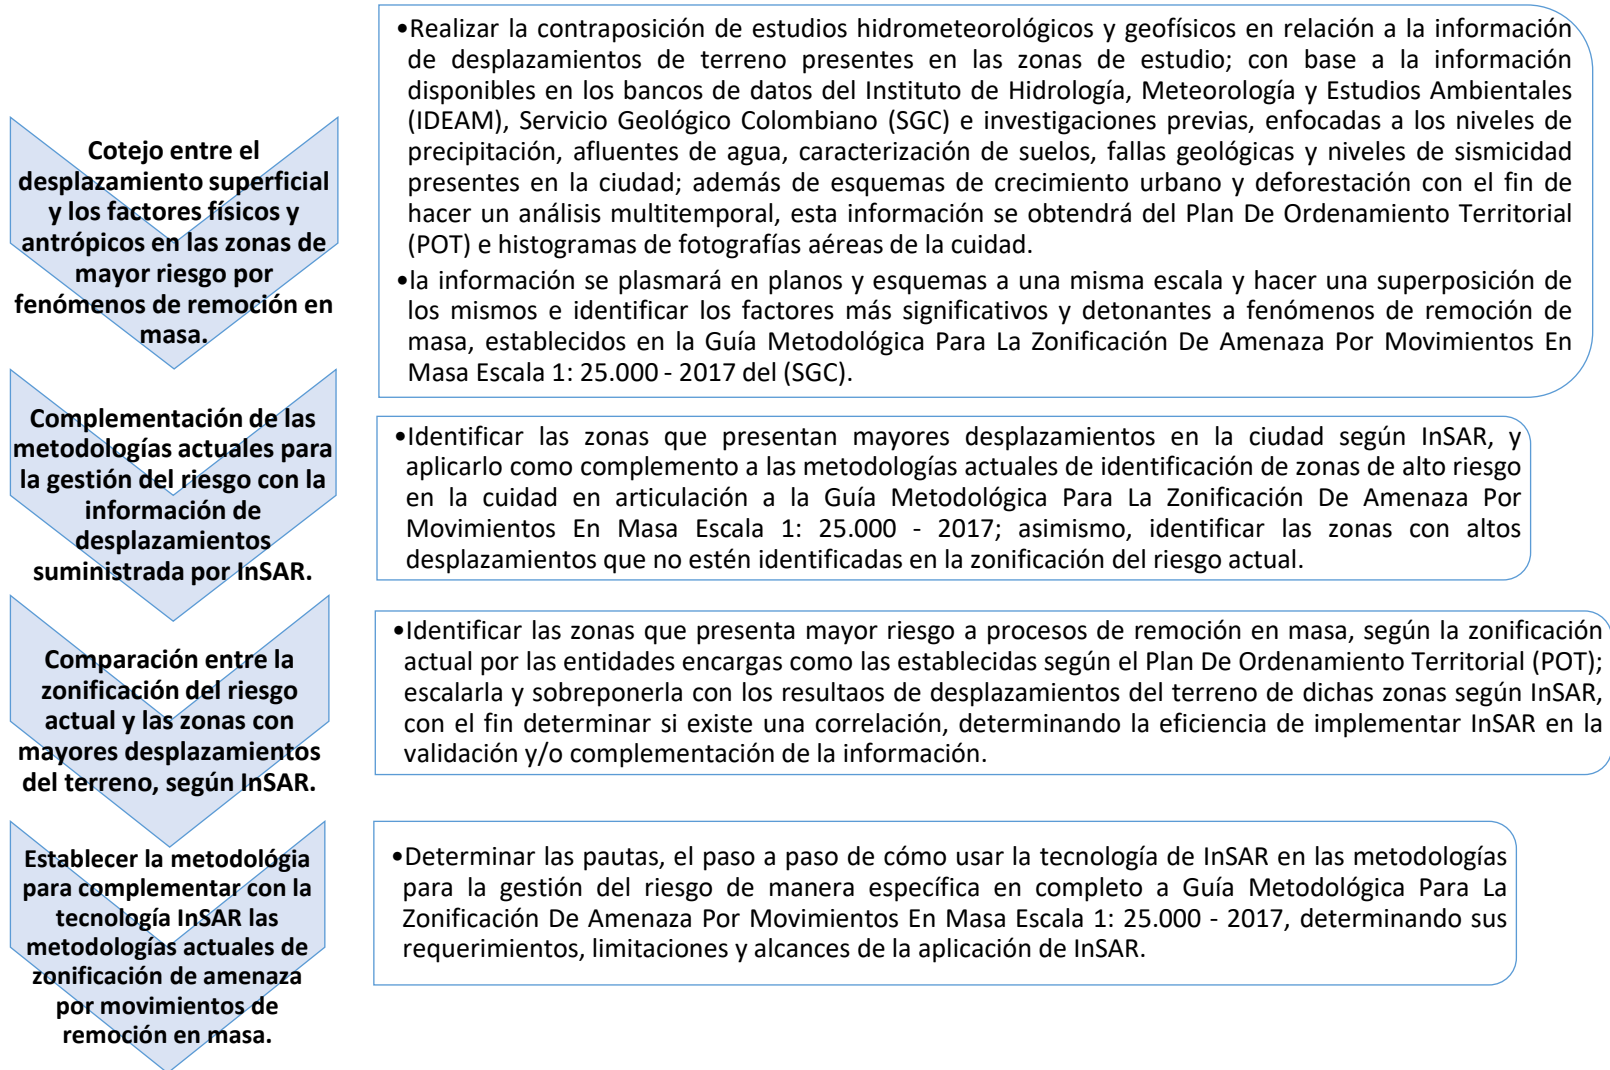 Cotejo entre el
desplazamiento superficial
y los factores físicos y
antrópicos en las zonas de
mayor riesgo por
fenómenos de remoción en
masa.
•Realizar la contraposición de estudios hidrometeorológicos y geofísicos en relación a la información
de desplazamientos de terreno presentes en las zonas de estudio; con base a la información
disponibles en los bancos de datos del Instituto de Hidrología, Meteorología y Estudios Ambientales
(IDEAM), Servicio Geológico Colombiano (SGC) e investigaciones previas, enfocadas a los niveles de
precipitación, afluentes de agua, caracterización de suelos, fallas geológicas y niveles de sismicidad
presentes en la ciudad; además de esquemas de crecimiento urbano y deforestación con el fin de
hacer un análisis multitemporal, esta información se obtendrá del Plan De Ordenamiento Territorial
(POT) e histogramas de fotografías aéreas de la cuidad.
•la información se plasmará en planos y esquemas a una misma escala y hacer una superposición de
los mismos e identificar los factores más significativos y detonantes a fenómenos de remoción de
masa, establecidos en la Guía Metodológica Para La Zonificación De Amenaza Por Movimientos En
Masa Escala 1: 25.000 - 2017 del (SGC).
Complementación de las
metodologías actuales para
la gestión del riesgo con la
información de
desplazamientos
suministrada por InSAR.
•Identificar las zonas que presentan mayores desplazamientos en la ciudad según InSAR, y
aplicarlo como complemento a las metodologías actuales de identificación de zonas de alto riesgo
en la cuidad en articulación a la Guía Metodológica Para La Zonificación De Amenaza Por
Movimientos En Masa Escala 1: 25.000 - 2017; asimismo, identificar las zonas con altos
desplazamientos que no estén identificadas en la zonificación del riesgo actual.
Comparación entre la
zonificación del riesgo
actual y las zonas con
mayores desplazamientos
del terreno, según InSAR.
•Identificar las zonas que presenta mayor riesgo a procesos de remoción en masa, según la zonificación
actual por las entidades encargas como las establecidas según el Plan De Ordenamiento Territorial (POT);
escalarla y sobreponerla con los resultaos de desplazamientos del terreno de dichas zonas según InSAR,
con el fin determinar si existe una correlación, determinando la eficiencia de implementar InSAR en la
validación y/o complementación de la información.
Establecer la metodológia
para complementar con la
tecnología InSAR las
metodologías actuales de
zonificación de amenaza
por movimientos de
remoción en masa.
•Determinar las pautas, el paso a paso de cómo usar la tecnología de InSAR en las metodologías
para la gestión del riesgo de manera específica en completo a Guía Metodológica Para La
Zonificación De Amenaza Por Movimientos En Masa Escala 1: 25.000 - 2017, determinando sus
requerimientos, limitaciones y alcances de la aplicación de InSAR.